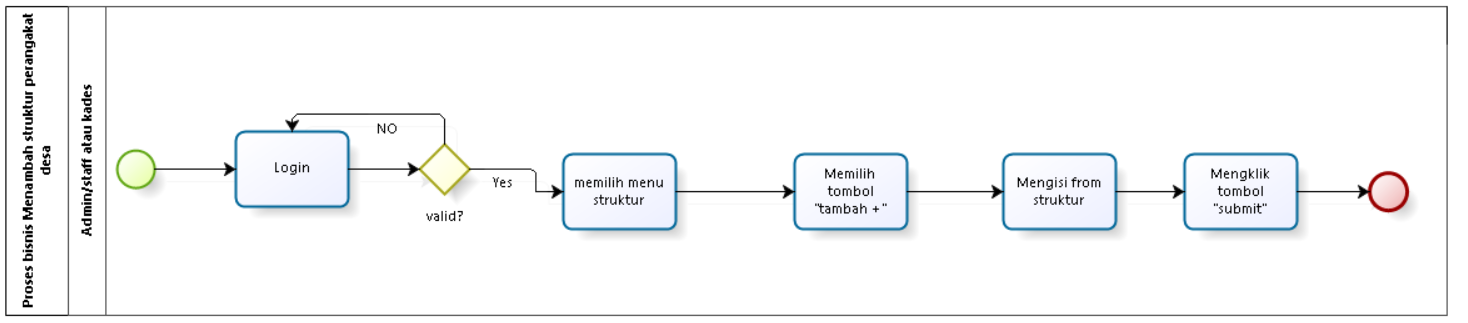 Proses bisnis Menambah struktur perangakat
desa
Admin/staff atau kades
Login
NO
valid?
Yes
memilih menu
struktur
Memilih
tombol
"tambah +"
Mengisi from
struktur
Mengklik
tombol
"submit"